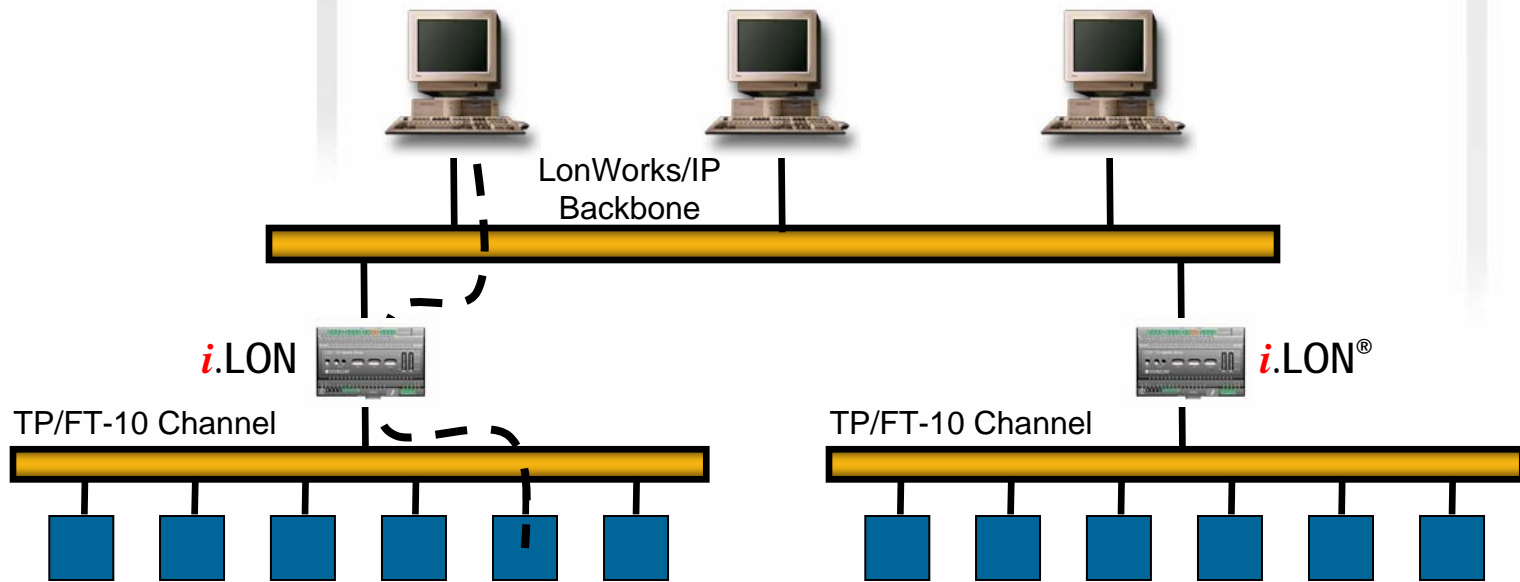 LonWorks/IP
Backbone
i.LON
i.LON®
TP/FT-10 Channel
TP/FT-10 Channel